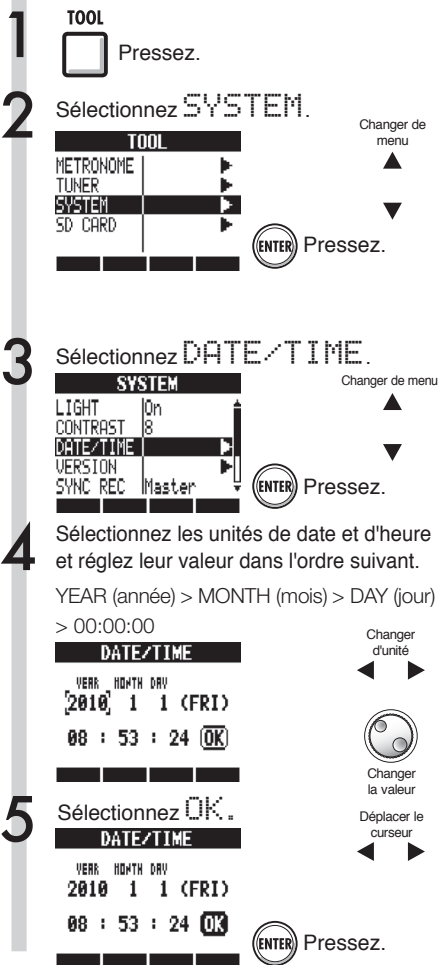 1
TOOL
Pressez.
2
Sélectionnez SYSTEM.
TOOL
METRONOME
TUNER
SYSTEM
SD CARD
Changer de
menu
ENTER Pressez.
3
Sélectionnez DATE/TIME.
SYSTEM
LIGHT On
CONTRAST 8
DATE/TIME
VERSION
SYNC REC Master
Changer de menu
ENTER Pressez.
4
Sélectionnez les unités de date et d'heure
et réglez leur valeur dans l'ordre suivant.
YEAR (année) > MONTH (mois) > DAY (jour)
> 00:00:00
DATE/TIME
YEAR MONTH DAY
2010 1 1 (FRI)
08 : 53 : 24 OK
Changer
d'unité
Changer
la valeur
5
Sélectionnez OK.
DATE/TIME
YEAR MONTH DAY
2010 1 1 (FRI)
08 : 53 : 24 OK
Déplacer le
curseur
ENTER Pressez.